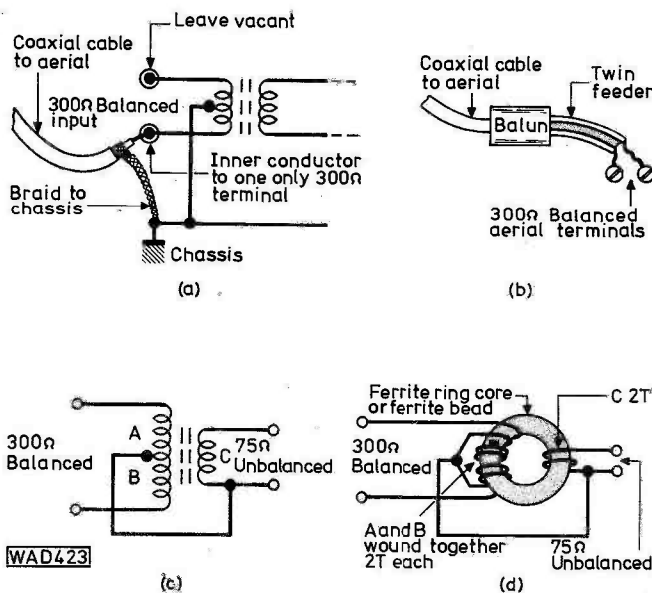 Leave vacant
Coaxial cable
to aerial
300Ω Balanced
input
Inner conductor
to one only 300Ω
terminal
Braid to
chassis
Chassis
(a)
Coaxial cable
to aerial
Twin
feeder
Balun
300Ω Balanced
aerial terminals
(b)
300Ω
Balanced
A
B
C
75Ω
Unbalanced
WAD423
(c)
Ferrite ring core
or ferrite bead
C 2T
300Ω
Balanced
A and B
wound together
2T each
75Ω
Unbalanced
(d)